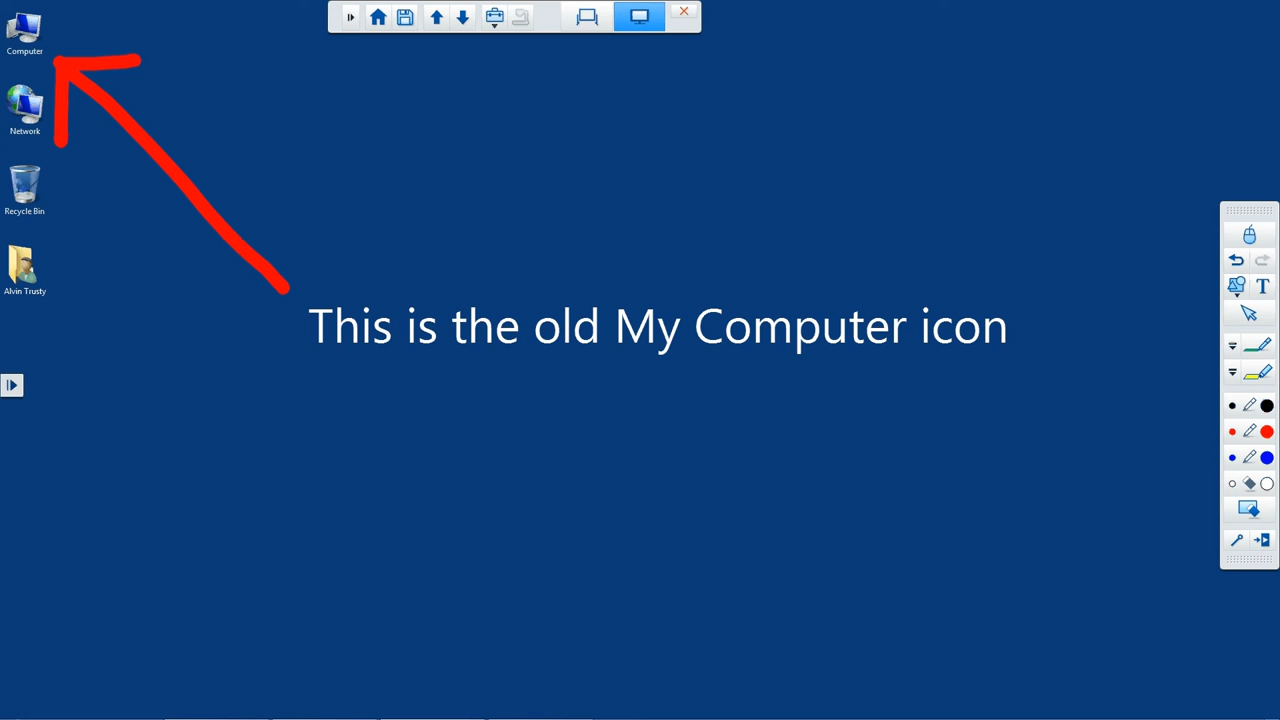 Computer
Network
Recycle Bin
Alvin Trusty
This is the old My Computer icon
T